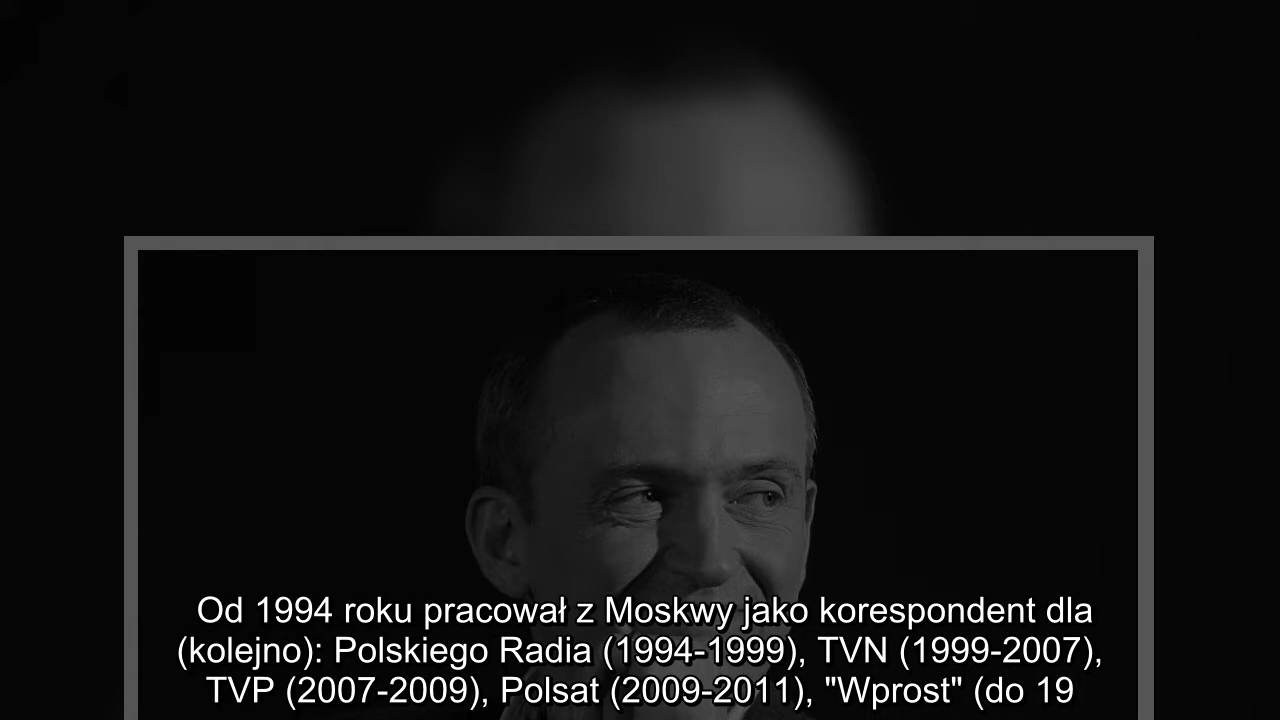 Od 1994 roku pracował z Moskwy jako korespondent dla
(kolejno): Polskiego Radia (1994-1999), TVN (1999-2007),
TVP (2007-2009), Polsat (2009-2011), "Wprost" (do 19